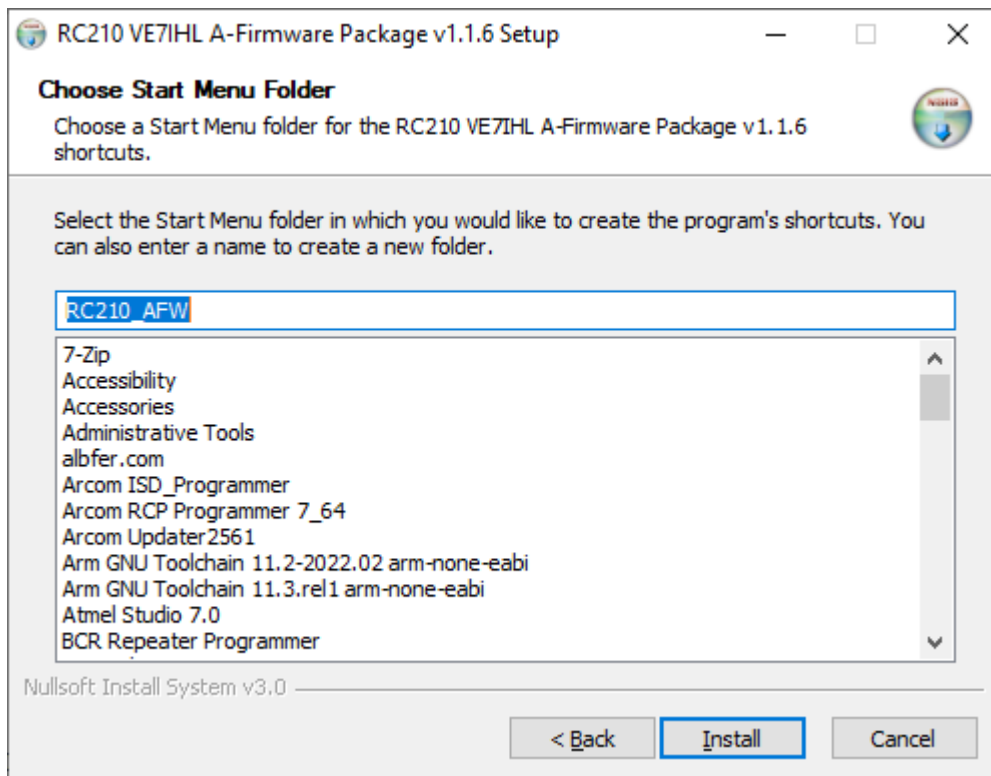 RC210 VE7IHL A-Firmware Package v1.1.6 Setup
Choose Start Menu Folder
Choose a Start Menu folder for the RC210 VE7IHL A-Firmware Package v1.1.6
shortcuts.
NSIS
Select the Start Menu folder in which you would like to create the program's shortcuts. You
can also enter a name to create a new folder.
RC210_AFW
7-Zip
Accessibility
Accessories
Administrative Tools
albfer.com
Arcom ISD_Programmer
Arcom RCP Programmer 7_64
Arcom Updater2561
Arm GNU Toolchain 11.2-2022.02 arm-none-eabi
Arm GNU Toolchain 11.3.rel1 arm-none-eabi
Atmel Studio 7.0
BCR Repeater Programmer
Nullsoft Install System v3.0
< Back
Install
Cancel